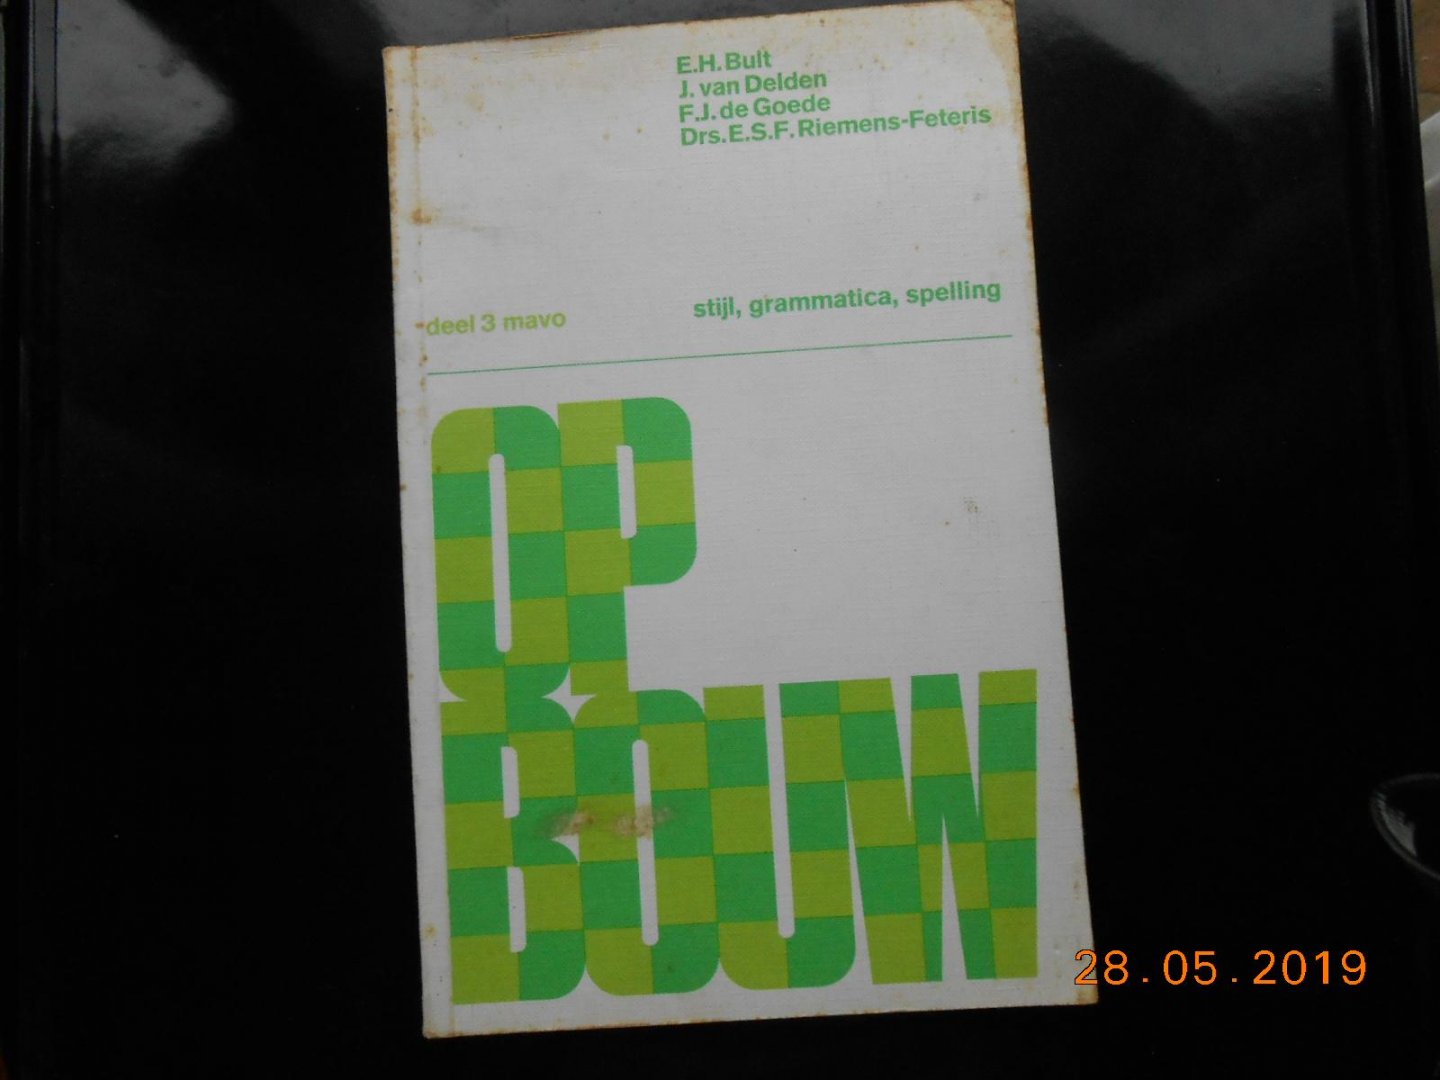 E.H. Bult
J. van Delden
F.J. de Goede
Drs. E.S.F. Riemens-Feteris
deel 3 mavo
stijl, grammatica, spelling
OP
BOUW
28.05.2019